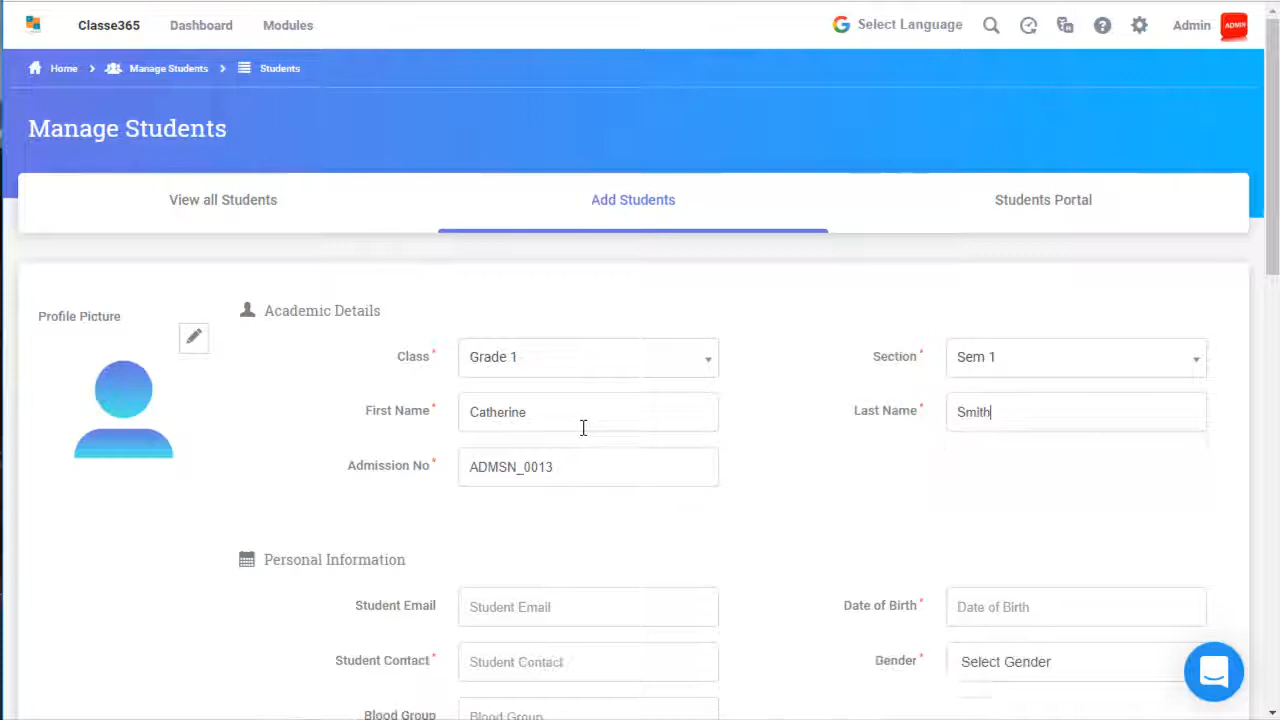 Classe365 Dashboard Modules Select Language Admin ADMIN
Home Manage Students Students
Manage Students
View all Students Add Students Students Portal
Profile Picture
Academic Details
Class * Grade 1 Section * Sem 1
First Name * Catherine Last Name * Smith
Admission No * ADMSN_0013
Personal Information
Student Email Student Email Date of Birth * Date of Birth
Student Contact * Student Contact Gender * Select Gender
Blood Group Blood Group